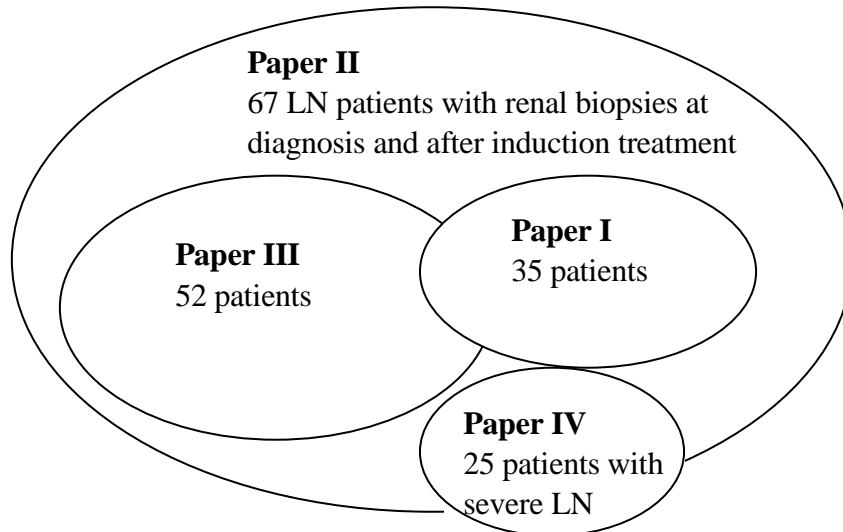 Paper II
67 LN patients with renal biopsies at
diagnosis and after induction treatment
Paper III
52 patients
Paper I
35 patients
Paper IV
25 patients with
severe LN